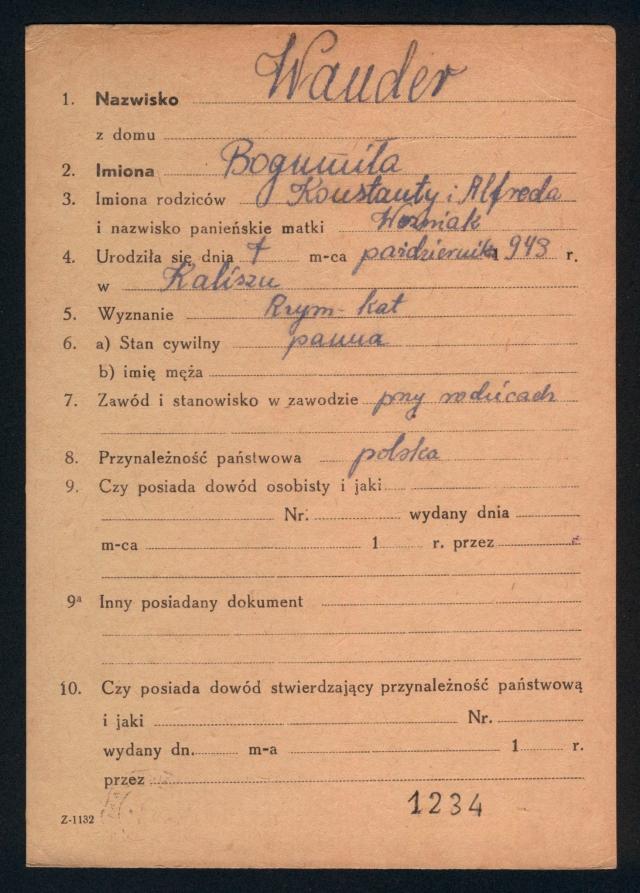 1. Nazwisko Wander
z domu
2. Imiona Bogumiła
3. Imiona rodziców Konstanty i Alfreda
i nazwisko panieńskie matki Woźniak
4. Urodziła się dnia 7 m-ca października 1943 r.
w Kaliszu
5. Wyznanie Rzym-kat
6. a) Stan cywilny panna
b) imię męża
7. Zawód i stanowisko w zawodzie przy rodzicach
8. Przynależność państwowa polska
9. Czy posiada dowód osobisty i jaki
Nr. wydany dnia
m-ca 1 r. przez
9a Inny posiadany dokument
10. Czy posiada dowód stwierdzający przynależność państwową
i jaki Nr.
wydany dn. m-a 1 r.
przez
1234
Z-1132